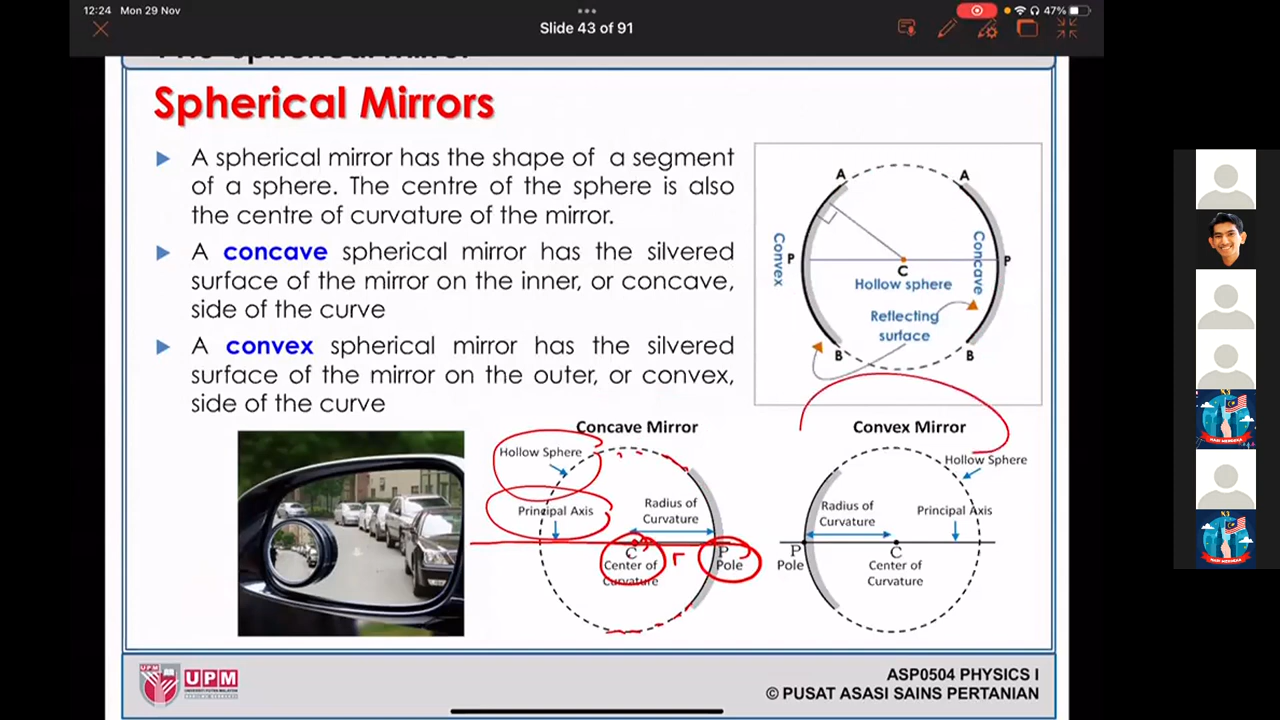 12:24 Mon 29 Nov
47%
Slide 43 of 91
The spherical mirror
Spherical Mirrors
A spherical mirror has the shape of a segment
of a sphere. The centre of the sphere is also
the centre of curvature of the mirror.
A concave spherical mirror has the silvered
surface of the mirror on the inner, or concave,
side of the curve
A convex spherical mirror has the silvered
surface of the mirror on the outer, or convex,
side of the curve
A
A
Convex
P
C
Concave
P
Hollow sphere
Reflecting
surface
B
B
Concave Mirror
Hollow Sphere
Principal Axis
Radius of
Curvature
C
Center of
Curvature
r
P
Pole
Convex Mirror
Hollow Sphere
Radius of
Curvature
Principal Axis
P
Pole
C
Center of
Curvature
UPM
UPM
ASP0504 PHYSICS I
© PUSAT ASASI SAINS PERTANIAN